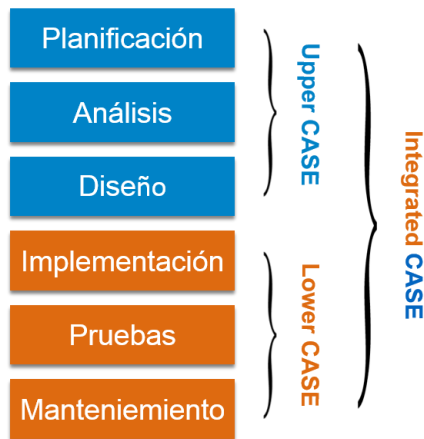 Planificación
Análisis
Diseño
Implementación
Pruebas
Manteniemiento
Upper CASE
Lower CASE
Integrated CASE